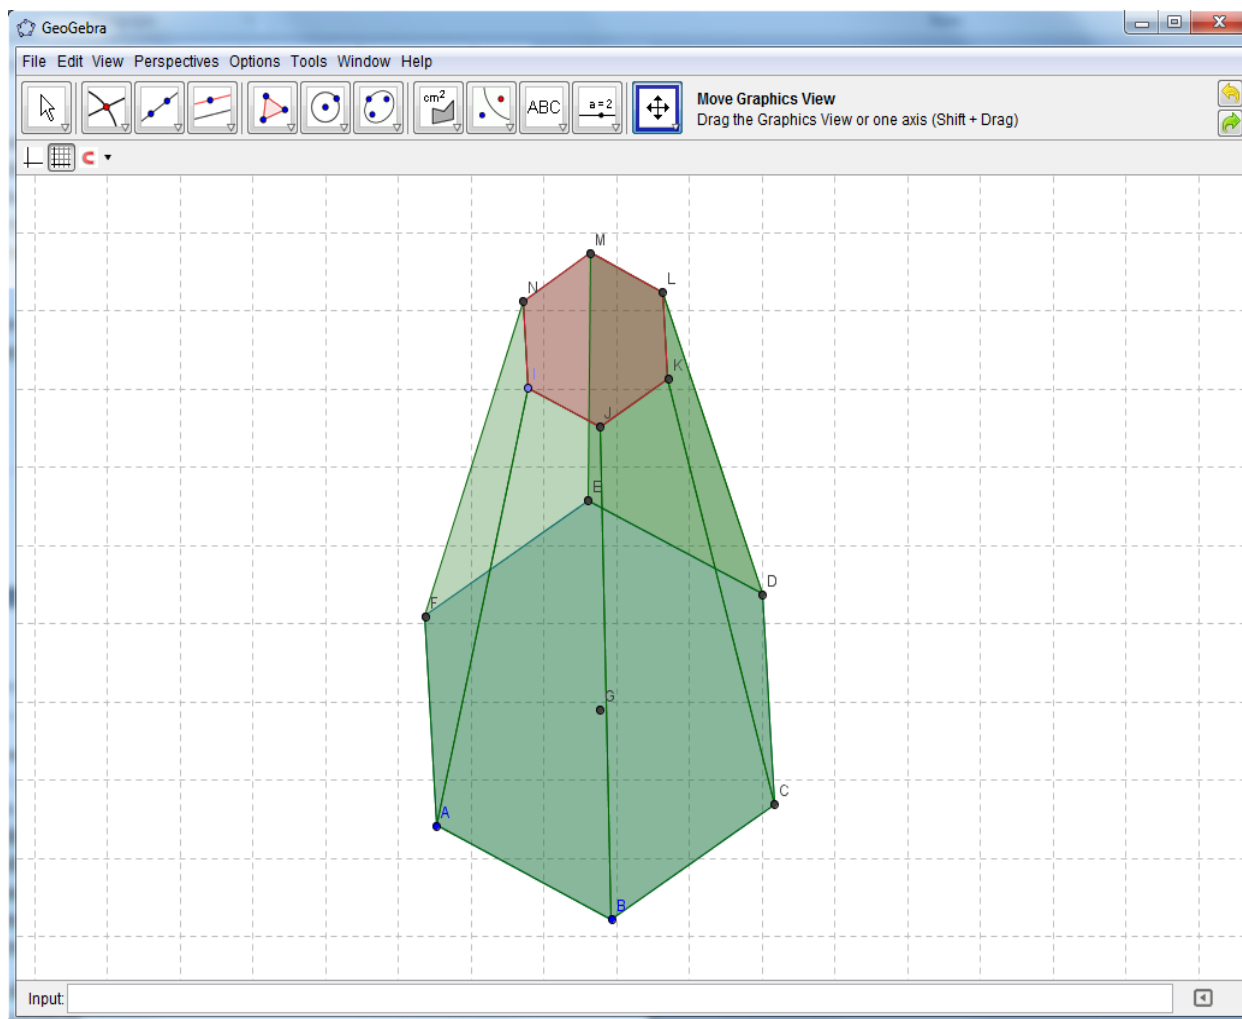 GeoGebra
File Edit View Perspectives Options Tools Window Help
cm²
ABC
a=2
Move Graphics View
Drag the Graphics View or one axis (Shift + Drag)
M
L
N
K
I
J
E
D
F
G
C
A
B
Input: